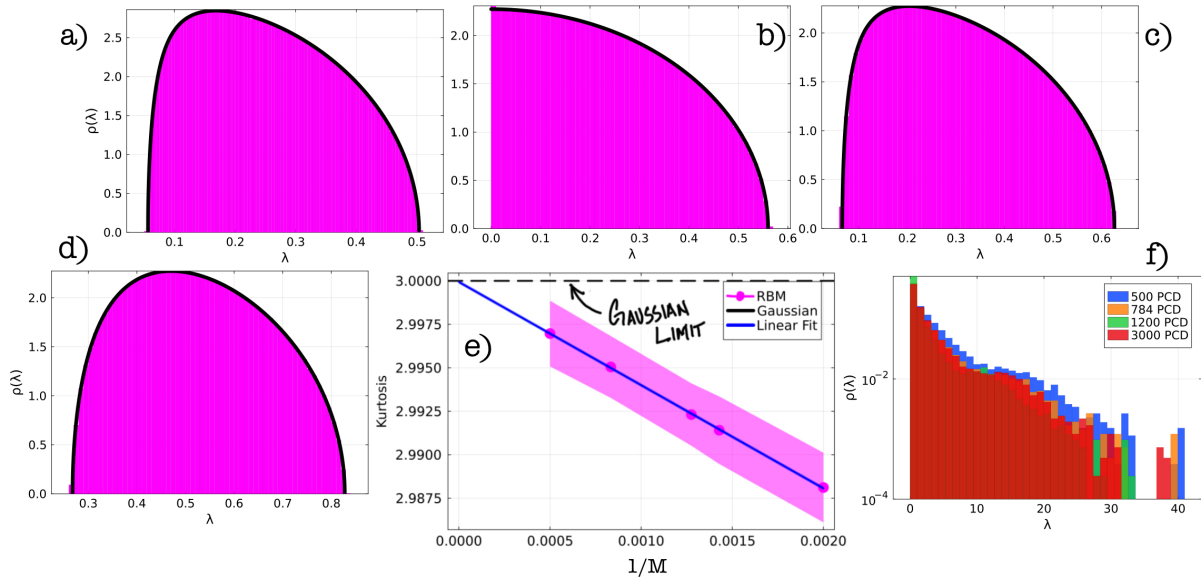 a)
ρ(λ)
2.5
2.0
1.5
1.0
0.5
0.0
0.1 0.2 0.3 0.4 0.5
λ
b)
2.0
1.5
1.0
0.5
0.0
0.0 0.1 0.2 0.3 0.4 0.5 0.6
λ
c)
2.0
1.5
1.0
0.5
0.0
0.1 0.2 0.3 0.4 0.5 0.6
λ
d)
ρ(λ)
2.0
1.5
1.0
0.5
0.0
0.3 0.4 0.5 0.6 0.7 0.8
λ
e)
Kurtosis
3.0000
2.9975
2.9950
2.9925
2.9900
2.9875
GAUSSIAN
LIMIT
RBM
Gaussian
Linear Fit
0.0000 0.0005 0.0010 0.0015 0.0020
1/M
f)
500 PCD
784 PCD
1200 PCD
3000 PCD
ρ(λ)
10⁻²
10⁻⁴
0 10 20 30 40
λ